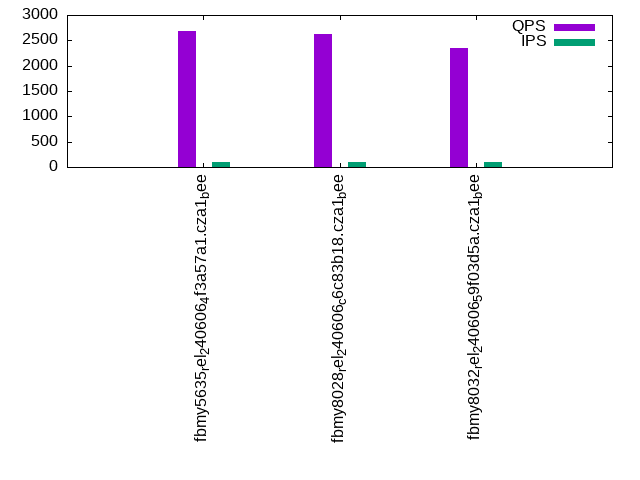 3000
2500
2000
1500
1000
500
0
QPS
IPS
fbmy5635rel2406064f3a57a1.cza1bee
fbmy8028rel240606c6c83b18.cza1bee
fbmy8032rel24060659f03d5a.cza1bee